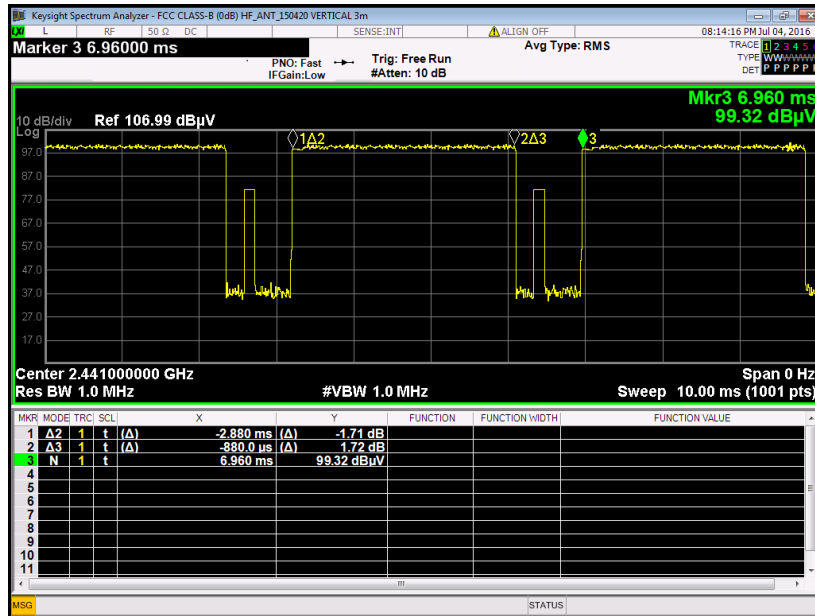 Keysight Spectrum Analyzer - FCC CLASS-B (0dB) HF_ANT_150420 VERTICAL 3m
L RF 50 Ω DC SENSE:INT ALIGN OFF 08:14:16 PM Jul 04, 2016
Marker 3 6.96000 ms
Avg Type: RMS
TRACE 1 2 3 4 5
PNO: Fast Trig: Free Run
TYPE
IFGain:Low #Atten: 10 dB
DET P P P P P
Mkr3 6.960 ms
99.32 dBµV
10 dB/div Ref 106.99 dBµV
Log
1Δ2 2Δ3 3
97.0
87.0
77.0
67.0
57.0
47.0
37.0
27.0
17.0
Center 2.441000000 GHz Span 0 Hz
Res BW 1.0 MHz #VBW 1.0 MHz Sweep 10.00 ms (1001 pts)
MKR MODE TRC SCL X Y FUNCTION FUNCTION WIDTH FUNCTION VALUE
1 Δ2 1 t (Δ) -2.880 ms (Δ) -1.71 dB
2 Δ3 1 t (Δ) -880.0 µs (Δ) 1.72 dB
3 N 1 t 6.960 ms 99.32 dBµV
4
5
6
7
8
9
10
11
MSG STATUS